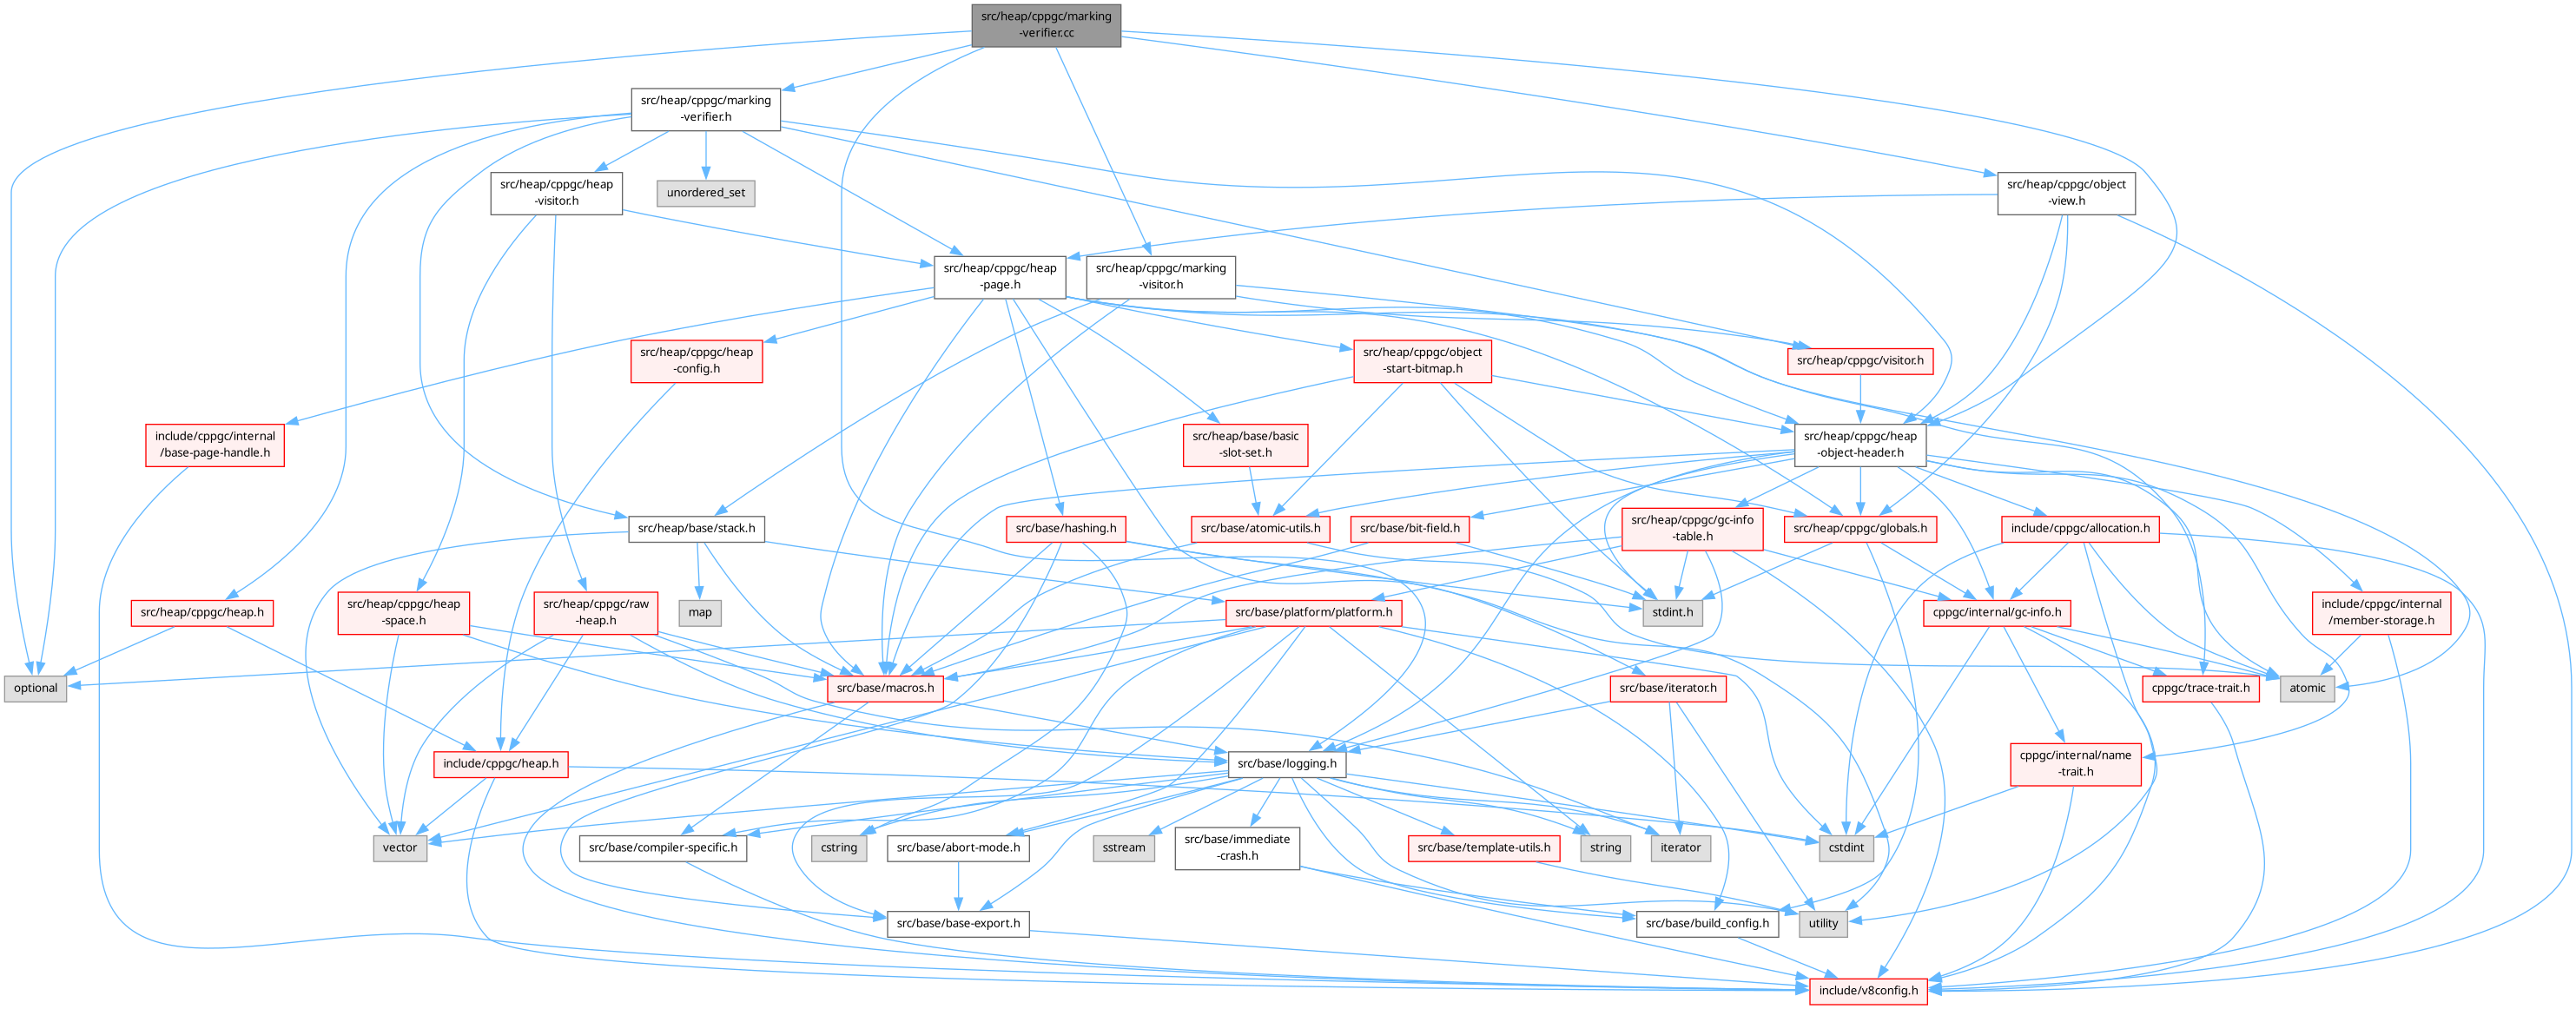 src/heap/cppgc/marking
-verifier.cc
src/heap/cppgc/marking
-verifier.h
src/heap/cppgc/heap
-visitor.h
unordered_set
src/heap/cppgc/object
-view.h
src/heap/cppgc/heap
-page.h
src/heap/cppgc/marking
-visitor.h
src/heap/cppgc/heap
-config.h
src/heap/cppgc/object
-start-bitmap.h
src/heap/cppgc/visitor.h
include/cppgc/internal
/base-page-handle.h
src/heap/base/basic
-slot-set.h
src/heap/cppgc/heap
-object-header.h
src/heap/base/stack.h
src/base/hashing.h
src/base/atomic-utils.h
src/base/bit-field.h
src/heap/cppgc/gc-info
-table.h
src/heap/cppgc/globals.h
include/cppgc/allocation.h
src/heap/cppgc/heap.h
src/heap/cppgc/heap
-space.h
src/heap/cppgc/raw
-heap.h
map
src/base/platform/platform.h
stdint.h
cppgc/internal/gc-info.h
include/cppgc/internal
/member-storage.h
optional
src/base/macros.h
src/base/iterator.h
cppgc/trace-trait.h
atomic
include/cppgc/heap.h
src/base/logging.h
cppgc/internal/name
-trait.h
vector
src/base/compiler-specific.h
cstring
src/base/abort-mode.h
sstream
src/base/immediate
-crash.h
src/base/template-utils.h
string
iterator
cstdint
src/base/base-export.h
src/base/build_config.h
utility
include/v8config.h